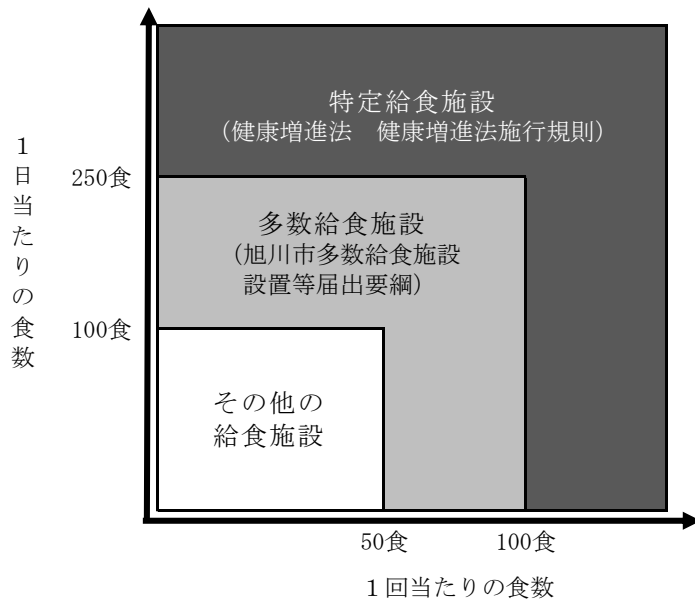 特定給食施設
（健康増進法　健康増進法施行規則）
1日当たりの食数
250食
多数給食施設
（旭川市多数給食施設
設置等届出要綱）
100食
その他の
給食施設
50食
100食
1回当たりの食数